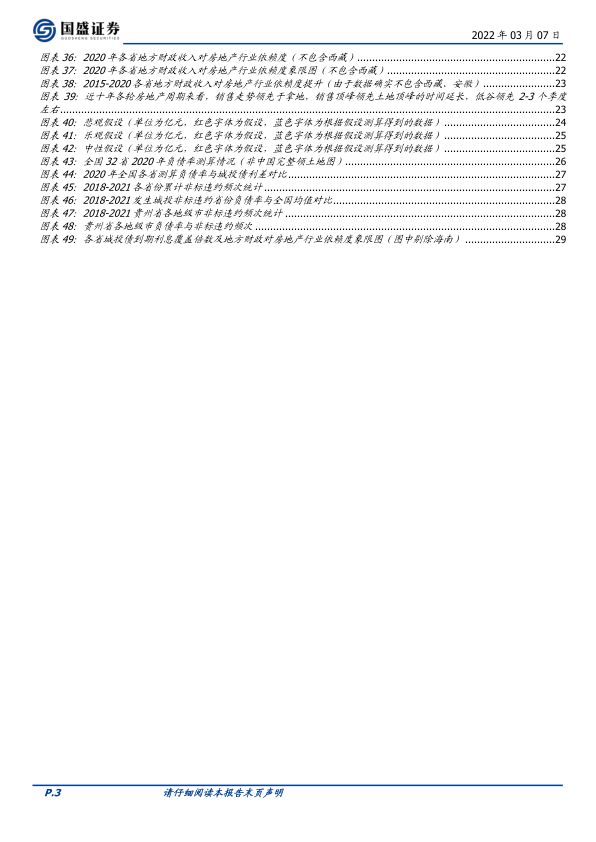 国盛证券
GUOSHENG SECURITIES
2022 年 03 月 07 日
图表 36：2020 年各省地方财政收入对房地产行业依赖度（不包含西藏）......22
图表 37：2020 年各省地方财政收入对房地产行业依赖度象限图（不包含西藏）......22
图表 38：2015-2020 各省地方财政收入对房地产行业依赖度提升（由于数据确实不包含西藏、安徽）......23
图表 39：近十年各轮房地产周期来看，销售走势领先于拿地，销售顶峰领先土地顶峰的时间延长，低谷领先 2-3 个季度
左右......23
图表 40：悲观假设（单位为亿元，红色字体为假设，蓝色字体为根据假设测算得到的数据）......24
图表 41：乐观假设（单位为亿元，红色字体为假设，蓝色字体为根据假设测算得到的数据）......25
图表 42：中性假设（单位为亿元，红色字体为假设，蓝色字体为根据假设测算得到的数据）......25
图表 43：全国 32 省 2020 年负债率测算情况（非中国完整领土地图）......26
图表 44：2020 年全国各省测算负债率与城投债利差对比......27
图表 45：2018-2021 各省份累计非标违约频次统计......27
图表 46：2018-2021 发生城投非标违约省份负债率与全国均值对比......28
图表 47：2018-2021 贵州省各地级市非标违约频次统计......28
图表 48：贵州省各地级市负债率与非标违约频次......28
图表 49：各省城投债到期利息覆盖倍数及地方财政对房地产行业依赖度象限图（图中剔除海南）......29
P.3 请仔细阅读本报告末页声明